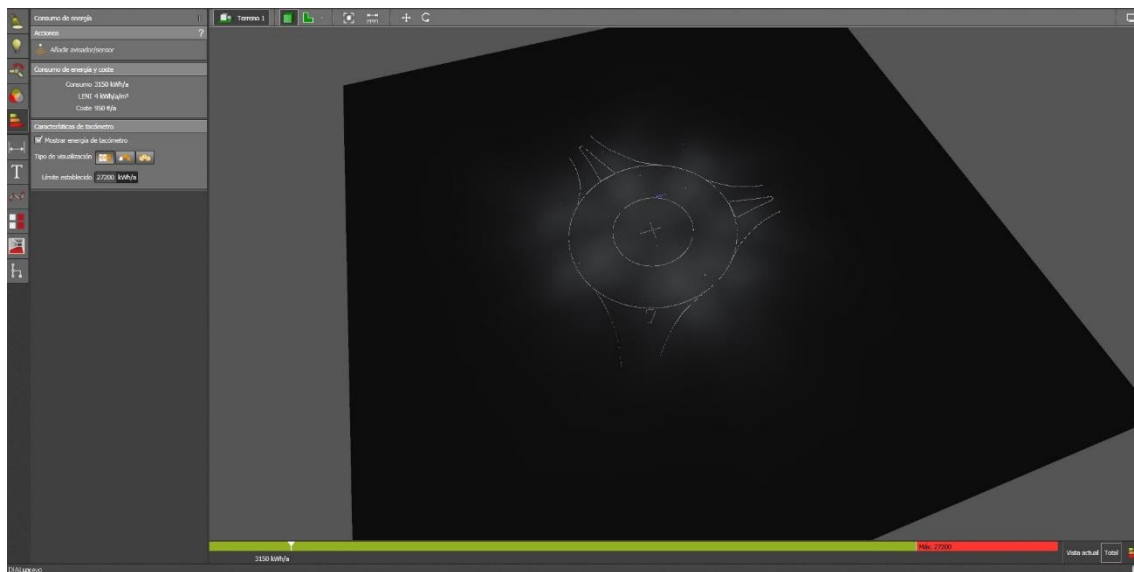 Consumo de energía
Terreno 1
Acciones ?
Añadir avisador/sensor
Consumo de energía y coste
Consumo 3150 kWh/a
LENI 4 kWh/a/m²
Coste 950 €/a
Características de tacómetro
Mostrar energía de tacómetro
Tipo de visualización
Límite establecido 27200 kWh/a
T
Máx. 27200
3150 kWh/a
Vista actual Total
DIALux evo